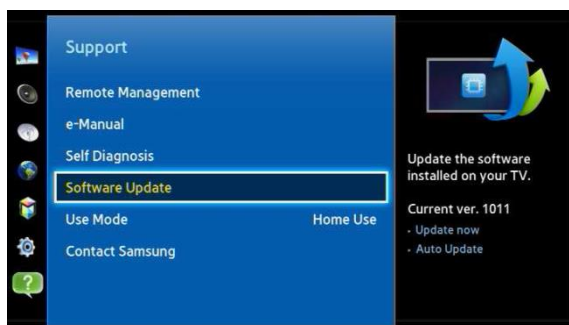 Support
Remote Management
e-Manual
Self Diagnosis
Software Update
Use Mode Home Use
Contact Samsung
Update the software
installed on your TV.
Current ver. 1011
• Update now
• Auto Update
?